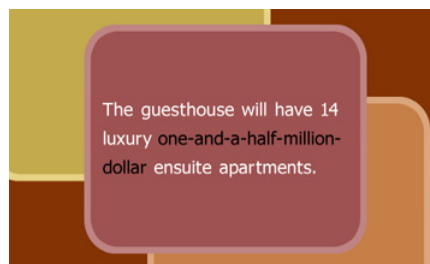 The guesthouse will have 14
luxury one-and-a-half-million-
dollar ensuite apartments.